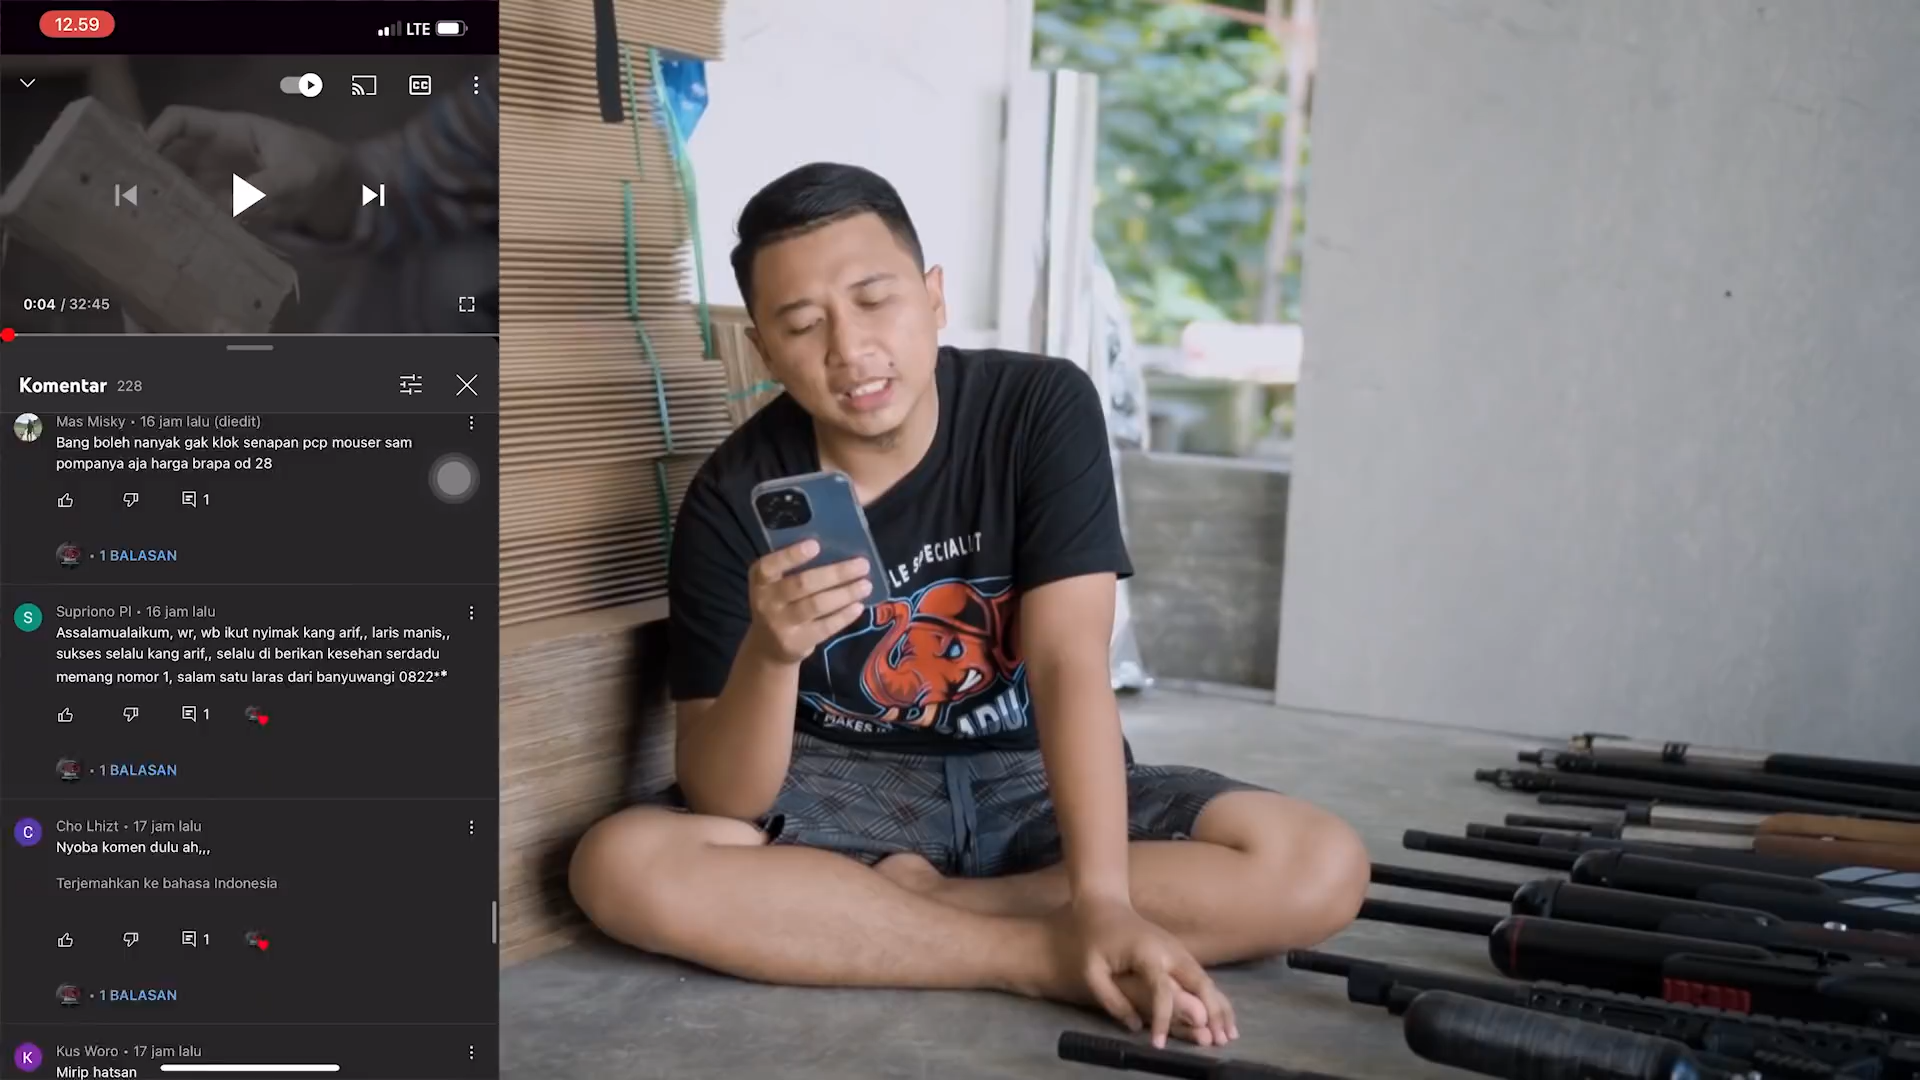 12.59
LTE
CC
0:04 / 32:45
Komentar 228
Mas Misky • 16 jam lalu (diedit)
Bang boleh nanyak gak klok senapan pcp mouser sam
pompanya aja harga brapa od 28
1
• 1 BALASAN
S
Supriono Pl • 16 jam lalu
Assalamualaikum, wr, wb ikut nyimak kang arif,, laris manis,,
sukses selalu kang arif,, selalu di berikan kesehan serdadu
memang nomor 1, salam satu laras dari banyuwangi 0822**
1
• 1 BALASAN
C
Cho Lhizt • 17 jam lalu
Nyoba komen dulu ah,,,
Terjemahkan ke bahasa Indonesia
1
• 1 BALASAN
K
Kus Woro • 17 jam lalu
Mirip hatsan
MAKES